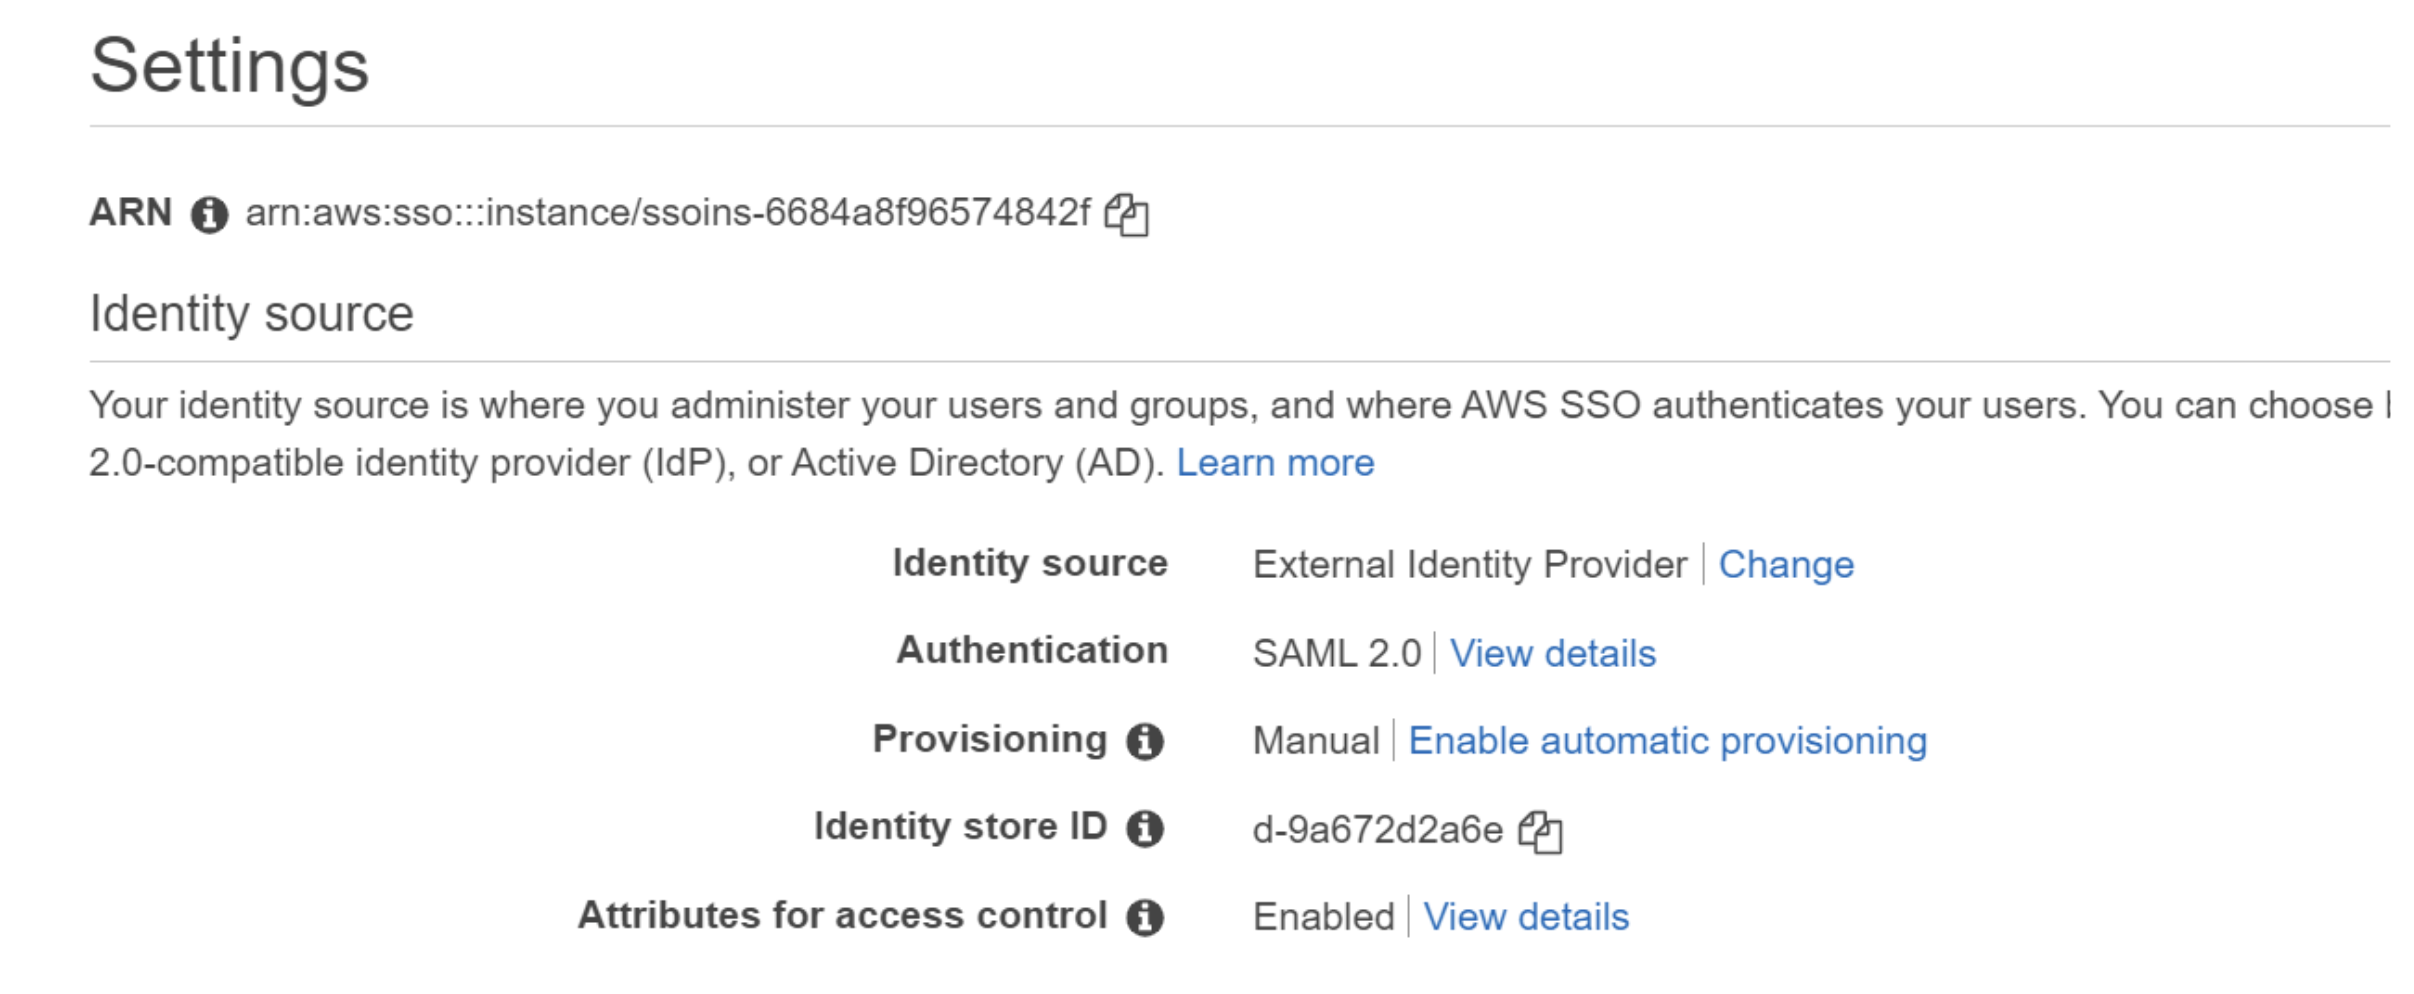 Settings
ARN arn:aws:sso:::instance/ssoins-6684a8f96574842f
Identity source
Your identity source is where you administer your users and groups, and where AWS SSO authenticates your users. You can choose
2.0-compatible identity provider (IdP), or Active Directory (AD). Learn more
Identity source External Identity Provider | Change
Authentication SAML 2.0 | View details
Provisioning Manual | Enable automatic provisioning
Identity store ID d-9a672d2a6e
Attributes for access control Enabled | View details